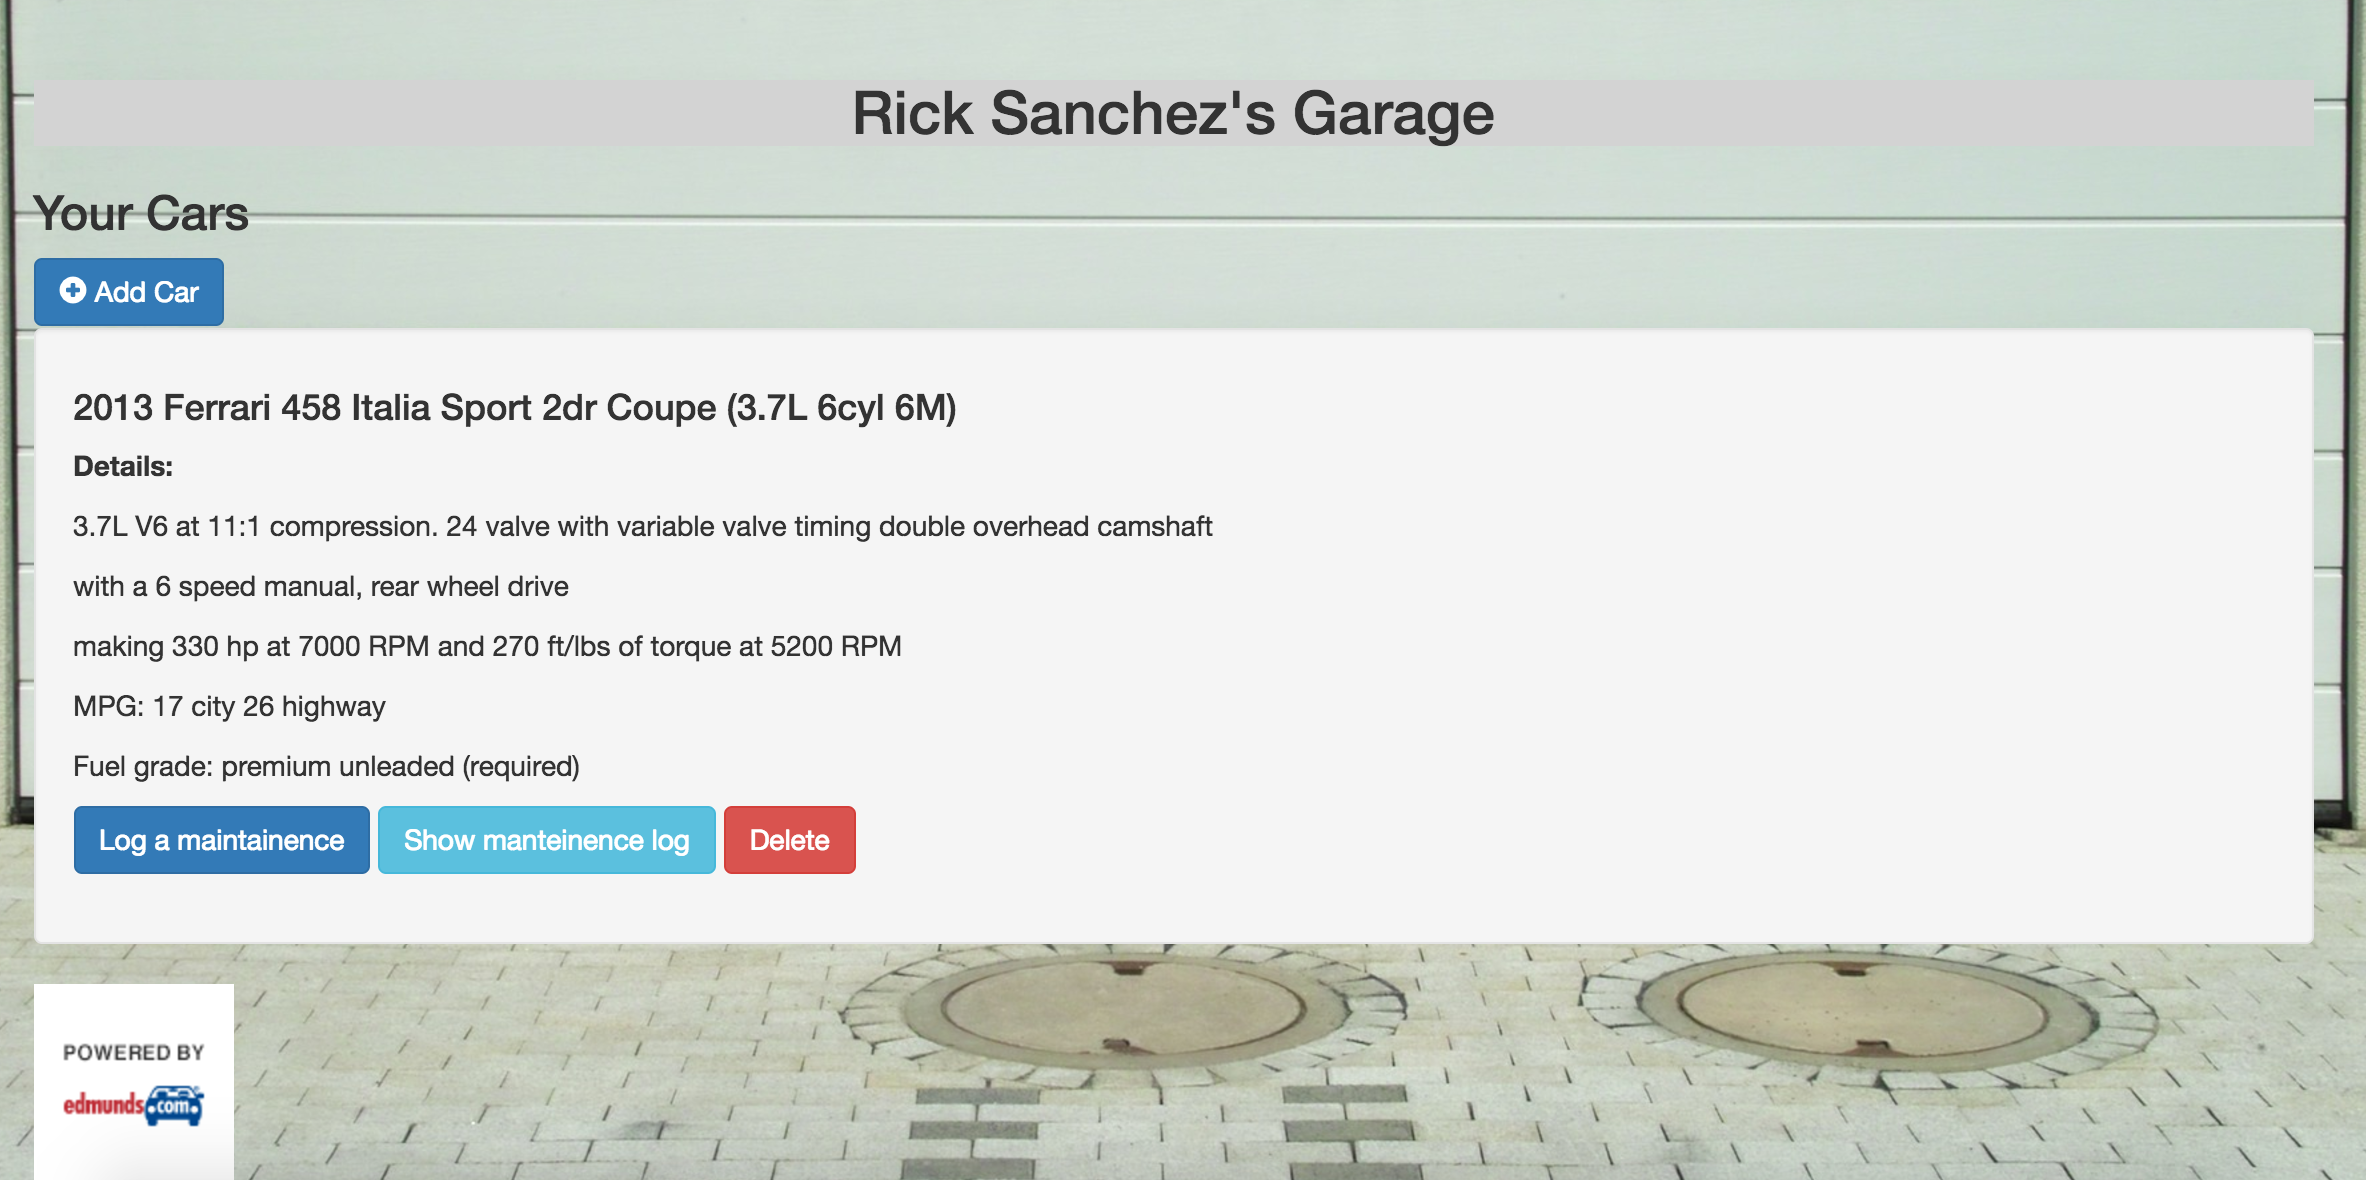 Rick Sanchez's Garage
Your Cars
Add Car
2013 Ferrari 458 Italia Sport 2dr Coupe (3.7L 6cyl 6M)
Details:
3.7L V6 at 11:1 compression. 24 valve with variable valve timing double overhead camshaft
with a 6 speed manual, rear wheel drive
making 330 hp at 7000 RPM and 270 ft/lbs of torque at 5200 RPM
MPG: 17 city 26 highway
Fuel grade: premium unleaded (required)
Log a maintainence Show manteinence log Delete
POWERED BY
edmunds.com